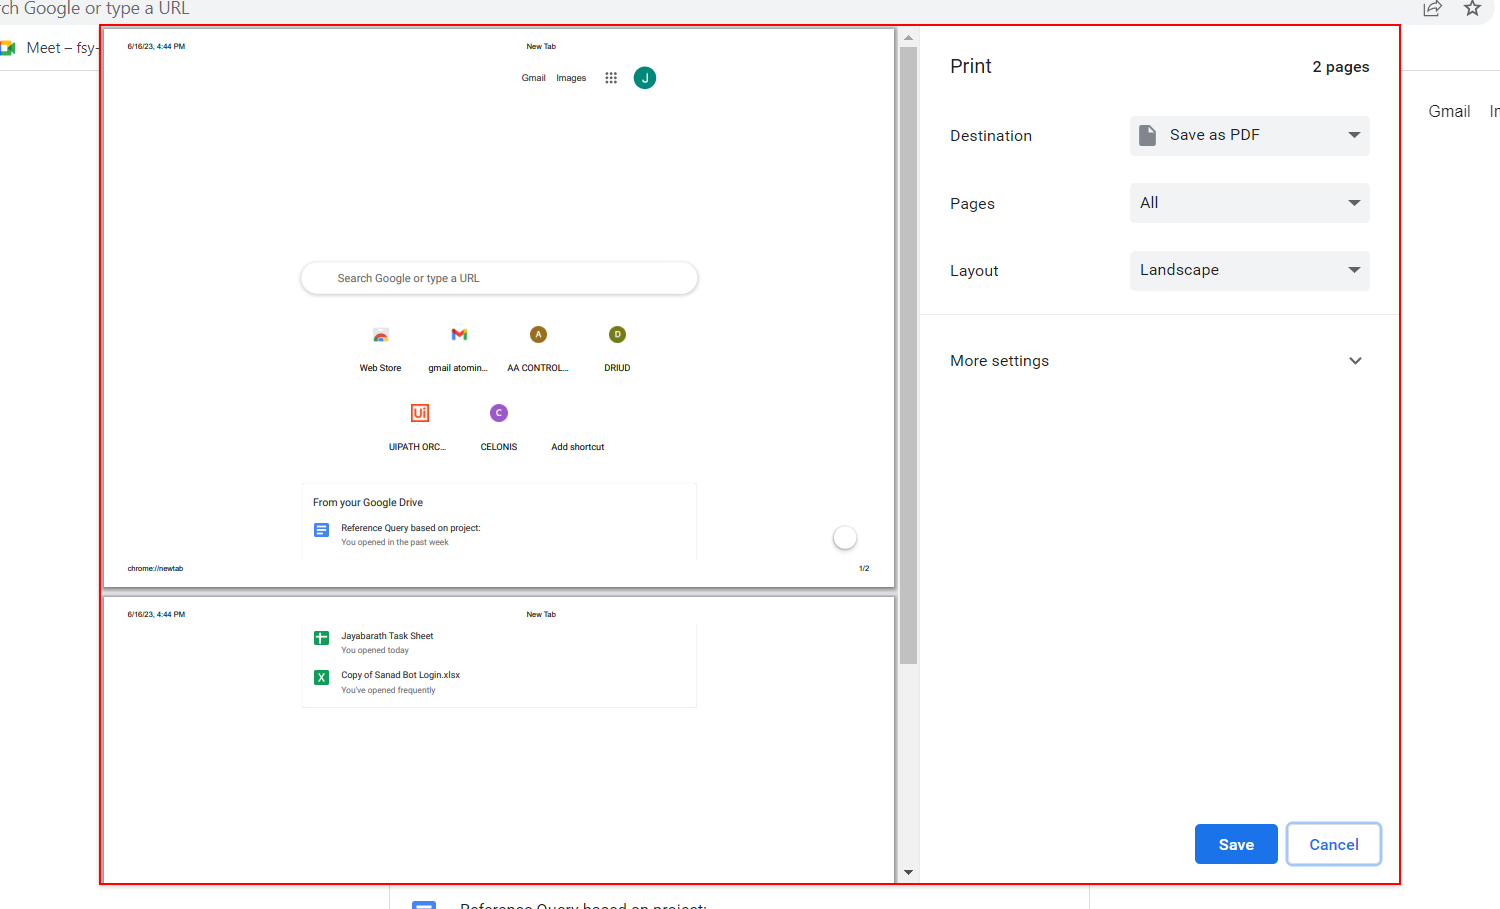 rch Google or type a URL
Meet – fsy-
Gmail
6/16/23, 4:44 PM
New Tab
Gmail Images
J
Search Google or type a URL
A
D
Web Store
gmail atomin...
AA CONTROL...
DRIUD
Ui
C
UIPATH ORC...
CELONIS
Add shortcut
From your Google Drive
Reference Query based on project:
You opened in the past week
chrome://newtab
1/2
6/16/23, 4:44 PM
New Tab
Jayabarath Task Sheet
You opened today
X
Copy of Sanad Bot Login.xlsx
You've opened frequently
Print
2 pages
Destination
Save as PDF
Pages
All
Layout
Landscape
More settings
Save
Cancel
Reference Query based on project: